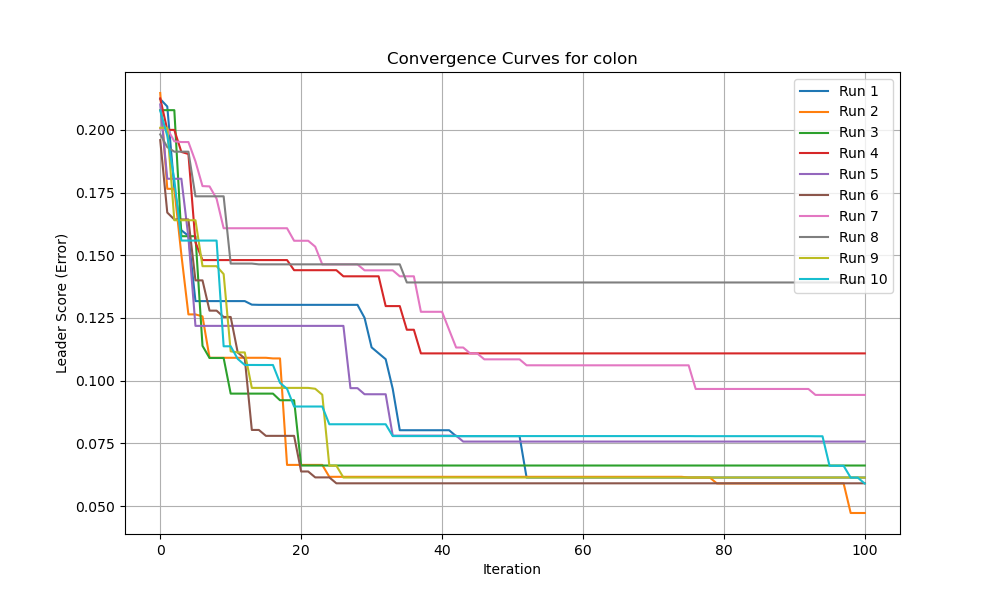 Convergence Curves for colon
Leader Score (Error)
0.200
0.175
0.150
0.125
0.100
0.075
0.050
0
20
40
60
80
100
Iteration
Run 1
Run 2
Run 3
Run 4
Run 5
Run 6
Run 7
Run 8
Run 9
Run 10